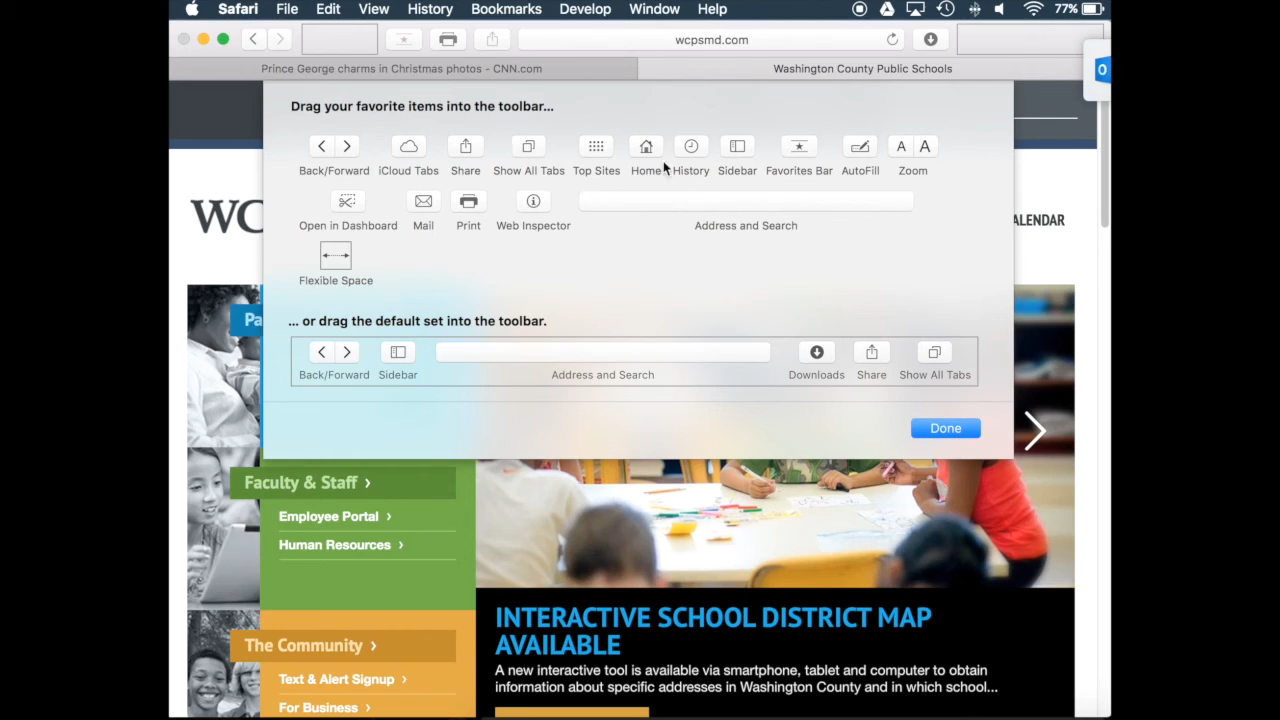 Safari File Edit View History Bookmarks Develop Window Help 77%
wcpsmd.com
Prince George charms in Christmas photos - CNN.com Washington County Public Schools
Drag your favorite items into the toolbar...
A A
Back/Forward iCloud Tabs Share Show All Tabs Top Sites Home History Sidebar Favorites Bar AutoFill Zoom
WC
ALENDAR
Open in Dashboard Mail Print Web Inspector Address and Search
Flexible Space
Pa
... or drag the default set into the toolbar.
Back/Forward Sidebar Address and Search Downloads Share Show All Tabs
Done
Faculty & Staff ›
Employee Portal ›
Human Resources ›
The Community ›
Text & Alert Signup ›
For Business ›
INTERACTIVE SCHOOL DISTRICT MAP
AVAILABLE
A new interactive tool is available via smartphone, tablet and computer to obtain
information about specific addresses in Washington County and in which school...